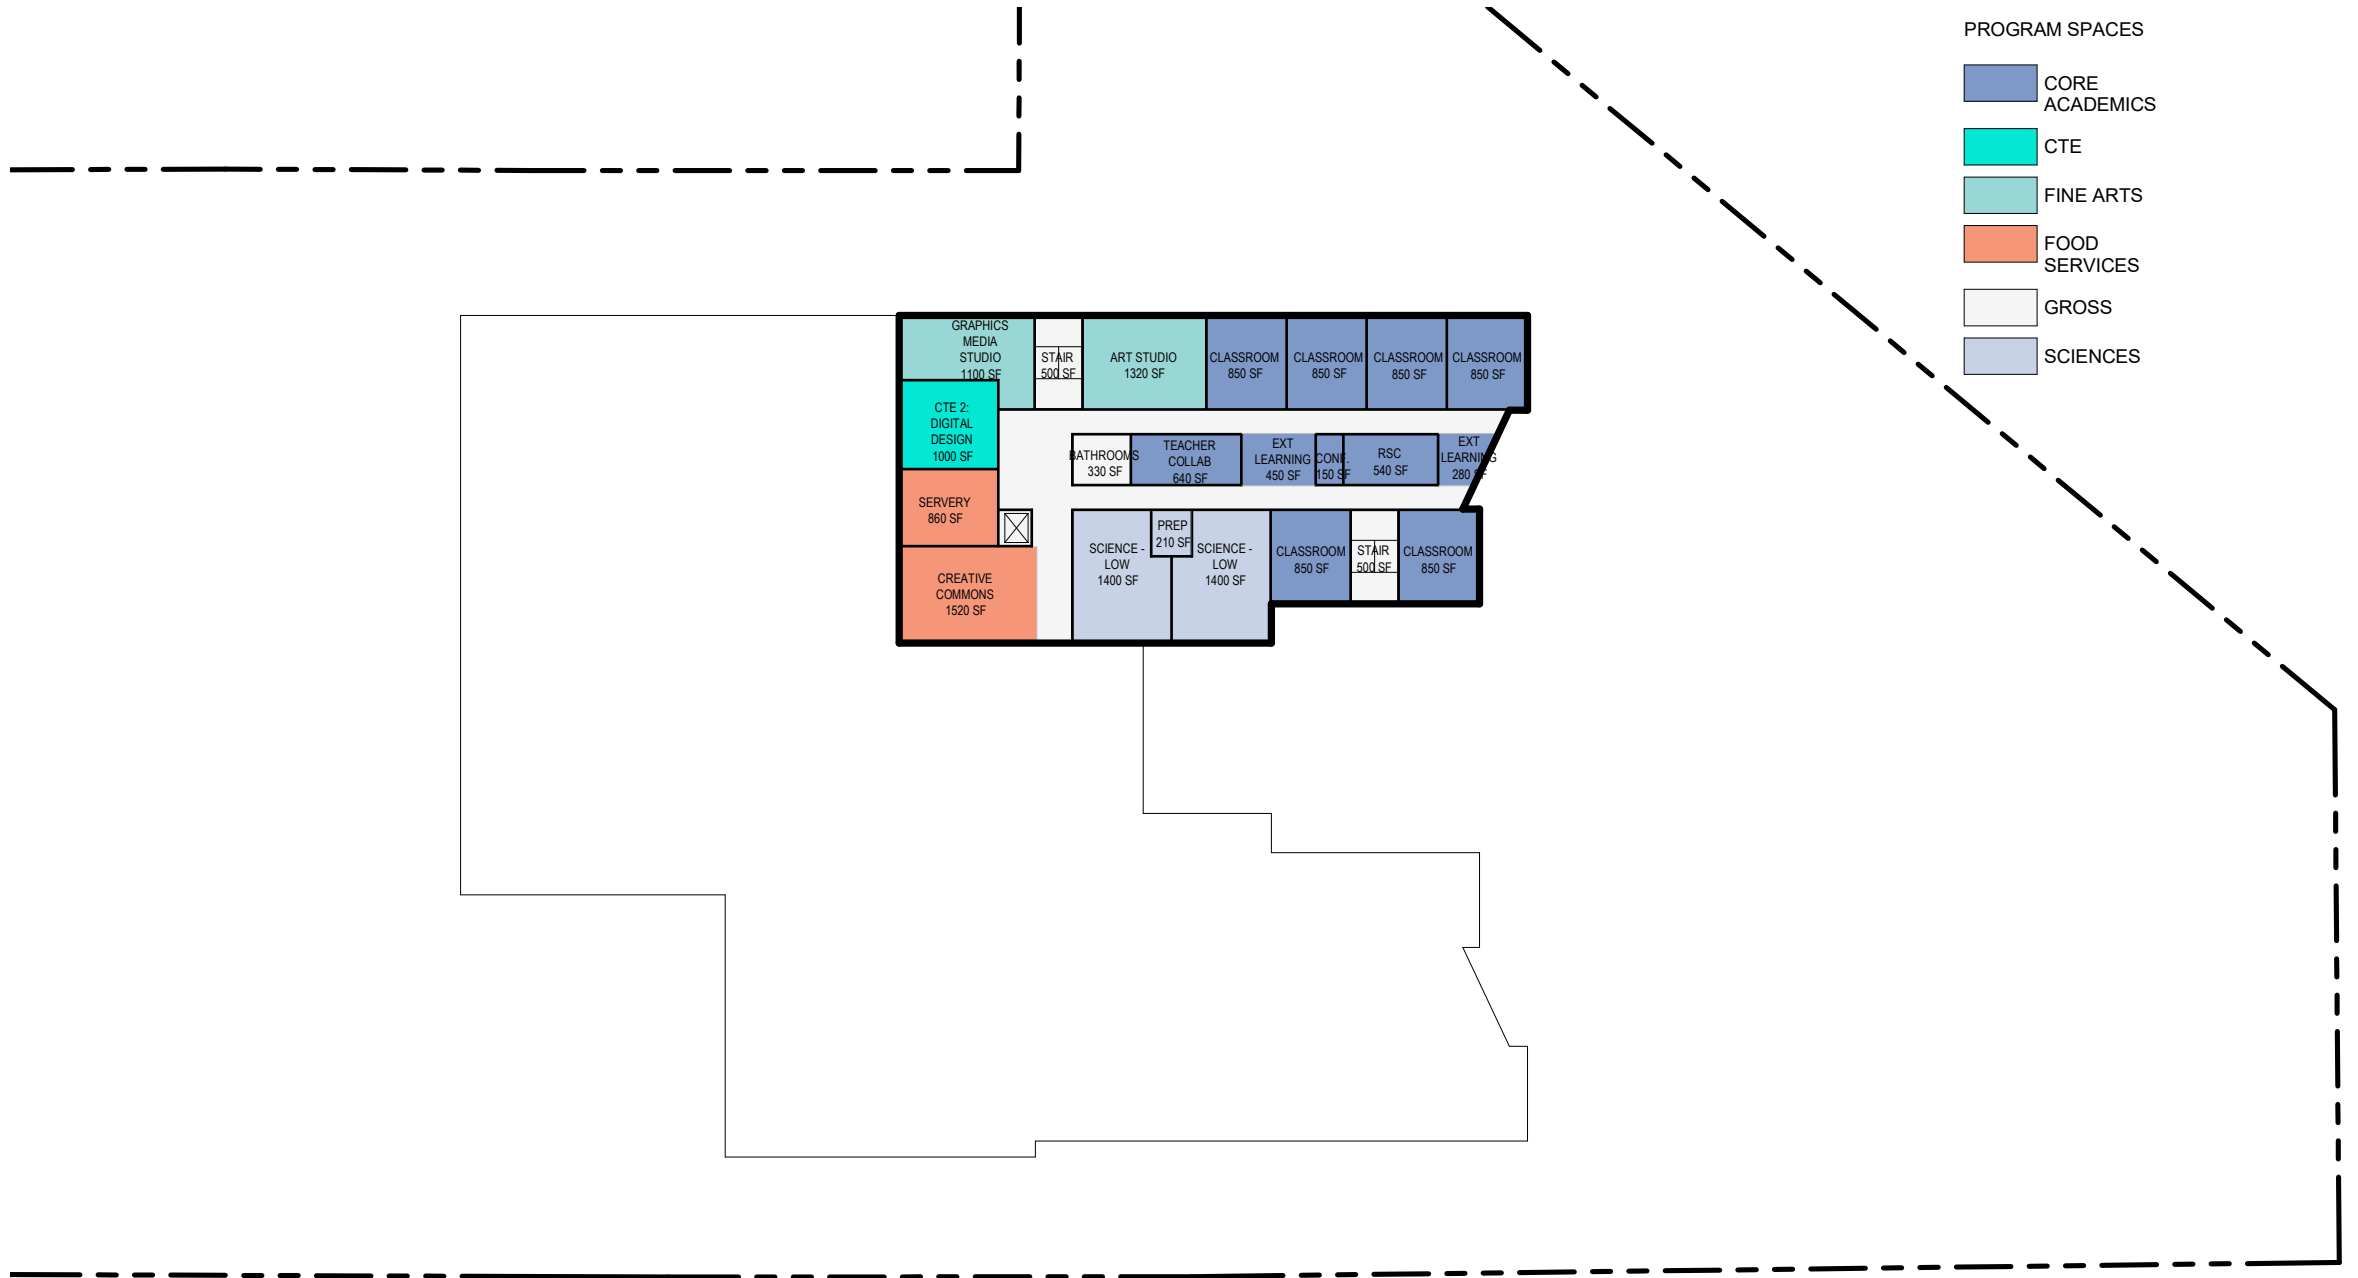 PROGRAM SPACES
CORE
ACADEMICS
CTE
FINE ARTS
FOOD
SERVICES
GROSS
SCIENCES
GRAPHICS
MEDIA
STUDIO
1100 SF
STAIR
500 SF
ART STUDIO
1320 SF
CLASSROOM
850 SF
CLASSROOM
850 SF
CLASSROOM
850 SF
CLASSROOM
850 SF
CTE 2:
DIGITAL
DESIGN
1000 SF
BATHROOMS
330 SF
TEACHER
COLLAB
640 SF
EXT
LEARNING
450 SF
CONF.
150 SF
RSC
540 SF
EXT
LEARNING
280 SF
SERVERY
860 SF
CREATIVE
COMMONS
1520 SF
SCIENCE -
LOW
1400 SF
PREP
210 SF
SCIENCE -
LOW
1400 SF
CLASSROOM
850 SF
STAIR
500 SF
CLASSROOM
850 SF